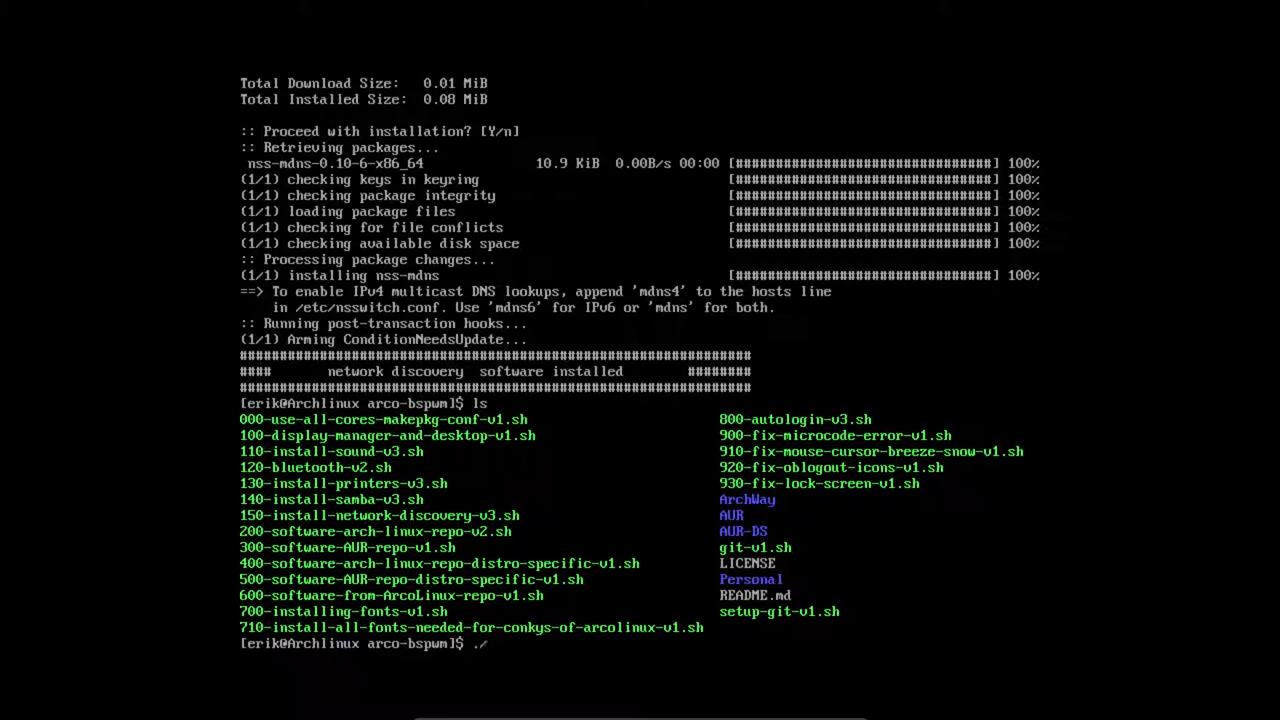 Total Download Size:   0.01 MiB
Total Installed Size:  0.08 MiB
:: Proceed with installation? [Y/n]
:: Retrieving packages...
nss-mdns-0.10-6-x86_64               10.9 KiB  0.00B/s 00:00 [################################] 100%
(1/1) checking keys in keyring                                [################################] 100%
(1/1) checking package integrity                              [################################] 100%
(1/1) loading package files                                   [################################] 100%
(1/1) checking for file conflicts                             [################################] 100%
(1/1) checking available disk space                           [################################] 100%
:: Processing package changes...
(1/1) installing nss-mdns                                     [################################] 100%
==> To enable IPv4 multicast DNS lookups, append 'mdns4' to the hosts line
in /etc/nsswitch.conf. Use 'mdns6' for IPv6 or 'mdns' for both.
:: Running post-transaction hooks...
(1/1) Arming ConditionNeedsUpdate...
################################################################
####       network discovery  software installed        ########
################################################################
[erik@Archlinux arco-bspwm]$ ls
000-use-all-cores-makepkg-conf-v1.sh                        800-autologin-v3.sh
100-display-manager-and-desktop-v1.sh                       900-fix-microcode-error-v1.sh
110-install-sound-v3.sh                                     910-fix-mouse-cursor-breeze-snow-v1.sh
120-bluetooth-v2.sh                                         920-fix-oblogout-icons-v1.sh
130-install-printers-v3.sh                                  930-fix-lock-screen-v1.sh
140-install-samba-v3.sh                                     ArchWay
150-install-network-discovery-v3.sh                         AUR
200-software-arch-linux-repo-v2.sh                          AUR-DS
300-software-AUR-repo-v1.sh                                 git-v1.sh
400-software-arch-linux-repo-distro-specific-v1.sh          LICENSE
500-software-AUR-repo-distro-specific-v1.sh                 Personal
600-software-from-ArcoLinux-repo-v1.sh                      README.md
700-installing-fonts-v1.sh                                  setup-git-v1.sh
710-install-all-fonts-needed-for-conkys-of-arcolinux-v1.sh
[erik@Archlinux arco-bspwm]$ ./